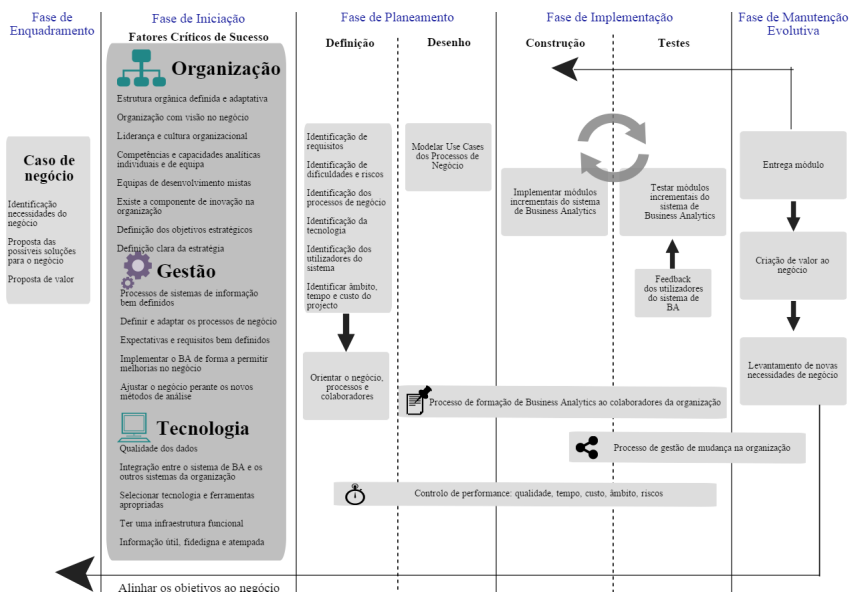 Fase de
Enquadramento
Fase de Iniciação
Fase de Planeamento
Fase de Implementação
Fase de Manutenção
Evolutiva
Fatores Críticos de Sucesso
Definição
Desenho
Construção
Testes
Caso de
negócio
Identificação
necessidades do
negócio
Proposta das
possíveis soluções
para o negócio
Proposta de valor
Organização
Estrutura orgânica definida e adaptativa
Organização com visão no negócio
Liderança e cultura organizacional
Competências e capacidades analíticas
individuais e de equipa
Equipas de desenvolvimento mistas
Existe a componente de inovação na
organização
Definição dos objetivos estratégicos
Definição clara da estratégia
Gestão
Processos de sistemas de informação
bem definidos
Definir e adaptar os processos de negócio
Expectativas e requisitos bem definidos
Implementar o BA de forma a permitir
melhorias no negócio
Ajustar o negócio perante os novos
métodos de análise
Tecnologia
Qualidade dos dados
Integração entre o sistema de BA e os
outros sistemas da organização
Selecionar tecnologia e ferramentas
apropriadas
Ter uma infraestrutura funcional
Informação útil, fidedigna e atempada
Identificação de
requisitos
Identificação de
dificuldades e riscos
Identificação dos
processos de negócio
Identificação da
tecnologia
Identificação dos
utilizadores do
sistema
Identificar âmbito,
tempo e custo do
projecto
Orientar o negócio,
processos e
colaboradores
Modelar Use Cases
dos Processos de
Negócio
Implementar módulos
incrementais do sistema
de Business Analytics
Testar módulos
incrementais do
sistema de
Business Analytics
Feedback
dos utilizadores
do sistema de
BA
Entrega módulo
Criação de valor ao
negócio
Levantamento de novas
necessidades de negócio
Processo de formação de Business Analytics ao colaboradores da organização
Processo de gestão de mudança na organização
Controlo de performance: qualidade, tempo, custo, âmbito, riscos
Alinhar os objetivos ao negócio